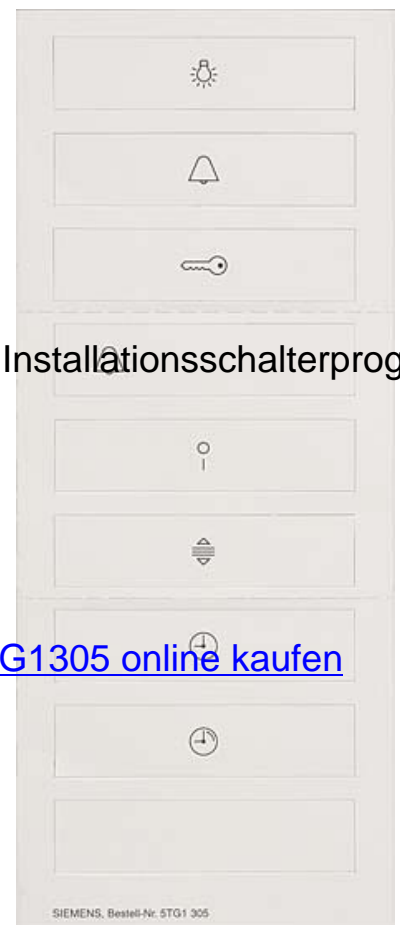 Installationsschalterprog
G1305 online kaufen
SIEMENS, Bestell-Nr. 5TG1 305